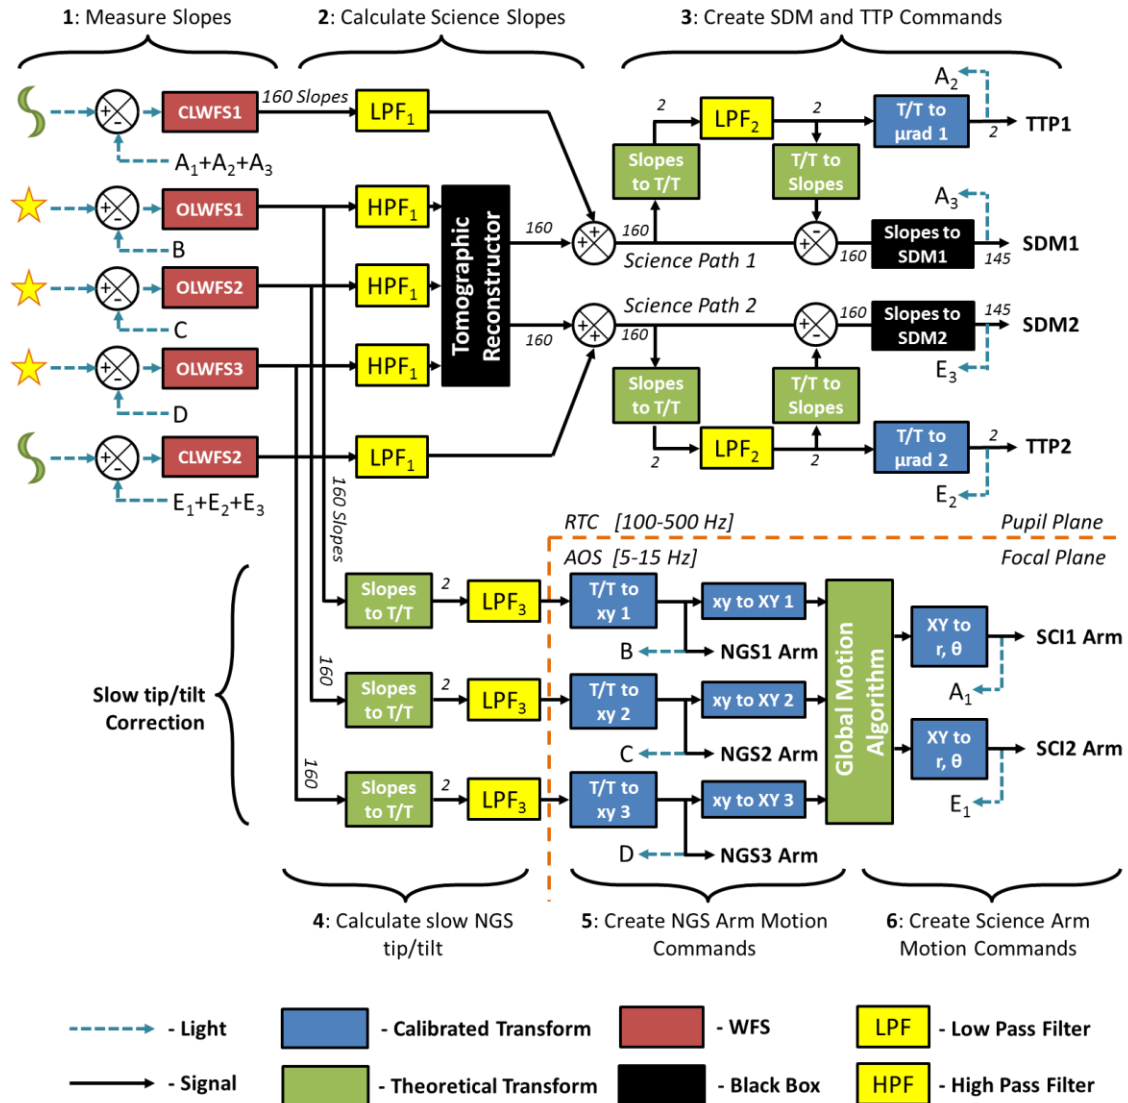 1: Measure Slopes
2: Calculate Science Slopes
3: Create SDM and TTP Commands
CLWFS1
160 Slopes
LPF1
A1+A2+A3
OLWFS1
HPF1
B
OLWFS2
HPF1
C
OLWFS3
HPF1
D
CLWFS2
LPF1
E1+E2+E3
Tomographic
Reconstructor
160
160
160
Science Path 1
Slopes
to T/T
2
LPF2
2
T/T to
Slopes
T/T to
µrad 1
A2
2
TTP1
160
Slopes to
SDM1
A3
145
SDM1
160
Science Path 2
160
Slopes to
SDM2
145
SDM2
E3
Slopes
to T/T
T/T to
Slopes
2
LPF2
2
T/T to
µrad 2
2
TTP2
E2
160 Slopes
RTC [100-500 Hz]
Pupil Plane
AOS [5-15 Hz]
Focal Plane
Slow tip/tilt
Correction
Slopes
to T/T
2
LPF3
T/T to
xy 1
xy to XY 1
B
NGS1 Arm
160
Slopes
to T/T
2
LPF3
T/T to
xy 2
xy to XY 2
C
NGS2 Arm
160
Slopes
to T/T
2
LPF3
T/T to
xy 3
xy to XY 3
D
NGS3 Arm
Global Motion
Algorithm
XY to
r, θ
SCI1 Arm
A1
XY to
r, θ
SCI2 Arm
E1
4: Calculate slow NGS
tip/tilt
5: Create NGS Arm Motion
Commands
6: Create Science Arm
Motion Commands
- Light
- Calibrated Transform
- WFS
LPF
- Low Pass Filter
- Signal
- Theoretical Transform
- Black Box
HPF
- High Pass Filter